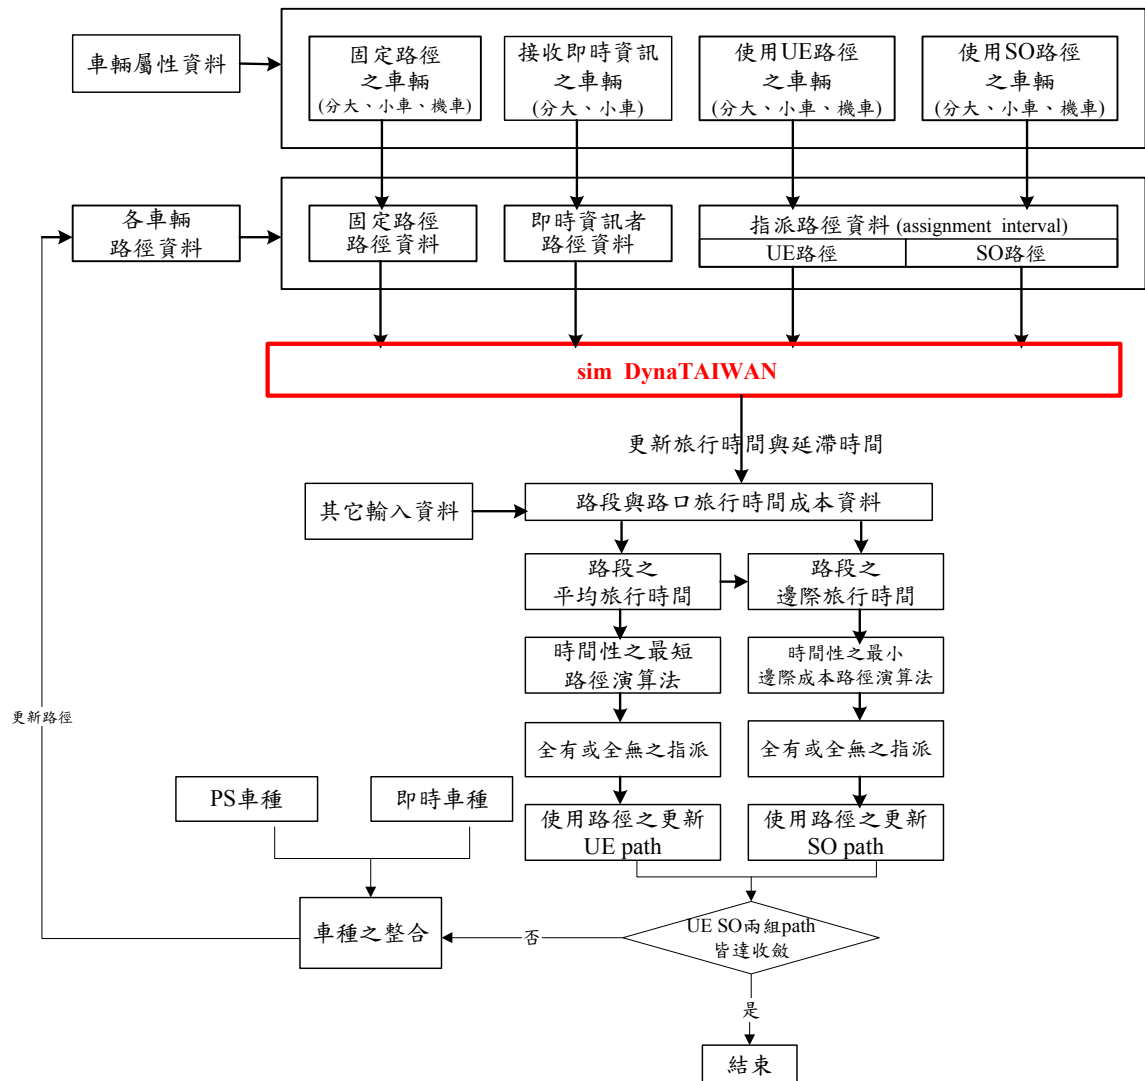 車輛屬性資料
固定路徑
之車輛
(分大、小車、機車)
接收即時資訊
之車輛
(分大、小車)
使用UE路徑
之車輛
(分大、小車、機車)
使用SO路徑
之車輛
(分大、小車、機車)
各車輛
路徑資料
固定路徑
路徑資料
即時資訊者
路徑資料
指派路徑資料 (assignment interval)
UE路徑
SO路徑
sim DynaTAIWAN
更新旅行時間與延滯時間
其它輸入資料
路段與路口旅行時間成本資料
路段之
平均旅行時間
路段之
邊際旅行時間
時間性之最短
路徑演算法
時間性之最小
邊際成本路徑演算法
更新路徑
全有或全無之指派
全有或全無之指派
PS車種
即時車種
使用路徑之更新
UE path
使用路徑之更新
SO path
車種之整合
否
UE SO兩組path
皆達收斂
是
結束